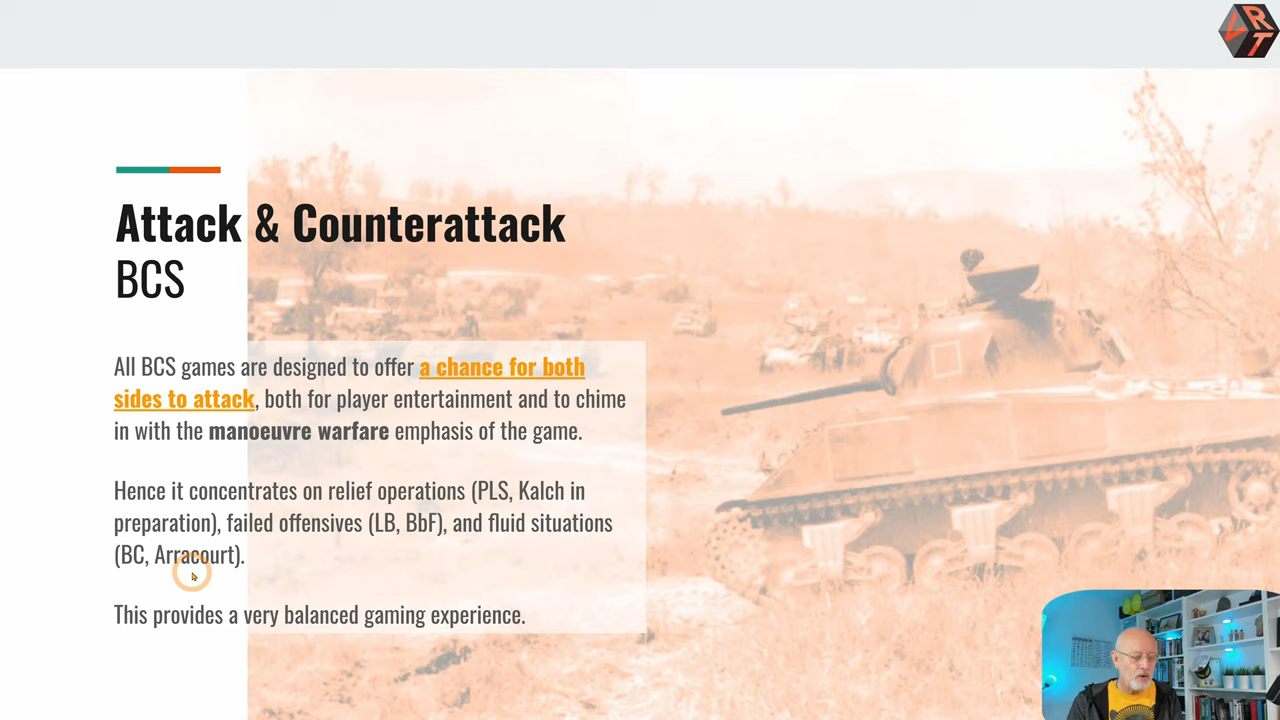 VRT
Attack & Counterattack
BCS
All BCS games are designed to offer a chance for both
sides to attack, both for player entertainment and to chime
in with the manoeuvre warfare emphasis of the game.
Hence it concentrates on relief operations (PLS, Kalch in
preparation), failed offensives (LB, BbF), and fluid situations
(BC, Arracourt).
This provides a very balanced gaming experience.